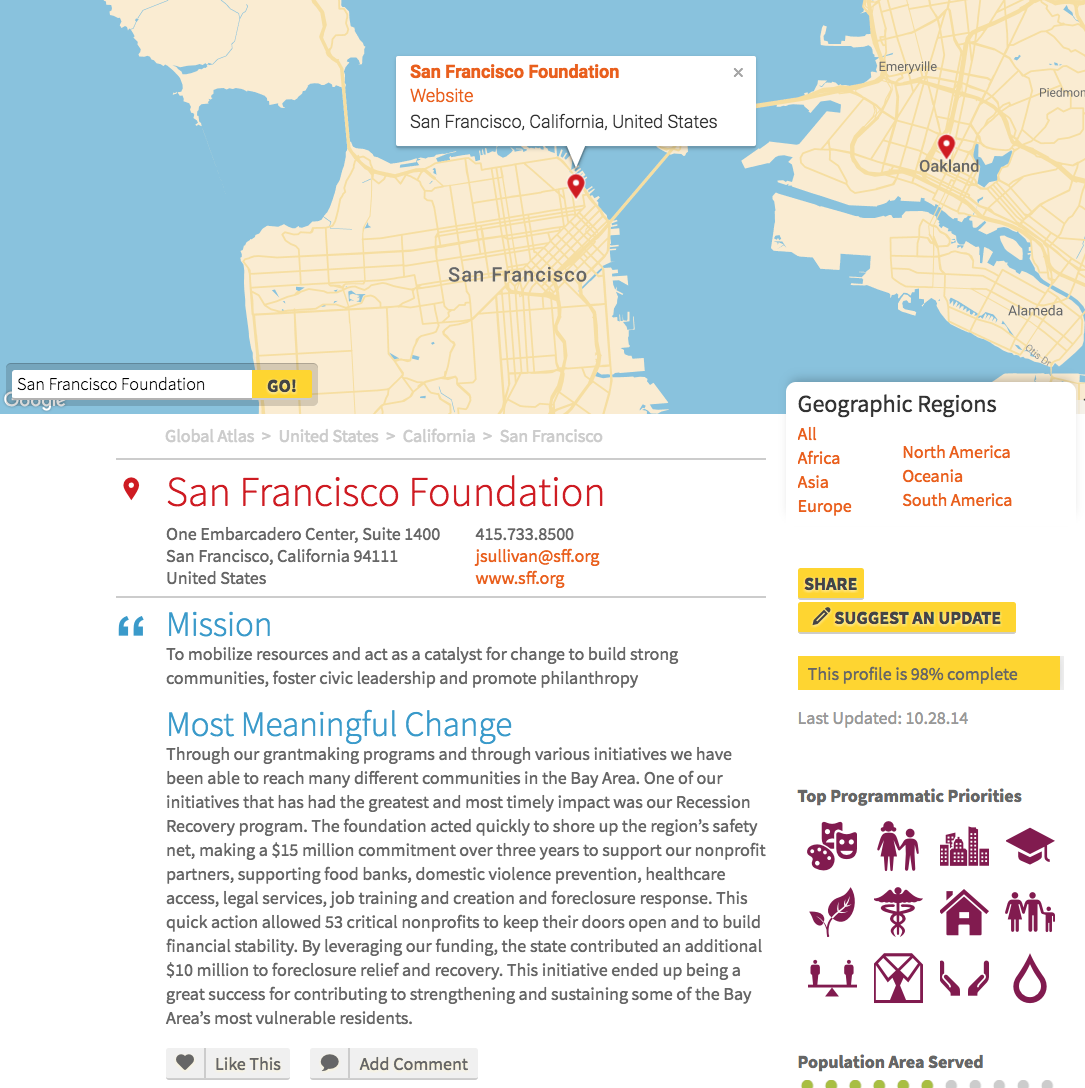 San Francisco Foundation
×
Website
San Francisco, California, United States
Emeryville
Piedmon
Oakland
San Francisco
Alameda
Otis Dr
San Francisco Foundation
GO!
Google
Geographic Regions
All
Africa
Asia
Europe
North America
Oceania
South America
Global Atlas > United States > California > San Francisco
San Francisco Foundation
One Embarcadero Center, Suite 1400
San Francisco, California 94111
United States
415.733.8500
jsullivan@sff.org
www.sff.org
SHARE
SUGGEST AN UPDATE
This profile is 98% complete
Last Updated: 10.28.14
“ Mission
To mobilize resources and act as a catalyst for change to build strong
communities, foster civic leadership and promote philanthropy
Most Meaningful Change
Through our grantmaking programs and through various initiatives we have
been able to reach many different communities in the Bay Area. One of our
initiatives that has had the greatest and most timely impact was our Recession
Recovery program. The foundation acted quickly to shore up the region's safety
net, making a $15 million commitment over three years to support our nonprofit
partners, supporting food banks, domestic violence prevention, healthcare
access, legal services, job training and creation and foreclosure response. This
quick action allowed 53 critical nonprofits to keep their doors open and to build
financial stability. By leveraging our funding, the state contributed an additional
$10 million to foreclosure relief and recovery. This initiative ended up being a
great success for contributing to strengthening and sustaining some of the Bay
Area's most vulnerable residents.
Like This
Add Comment
Top Programmatic Priorities
Population Area Served